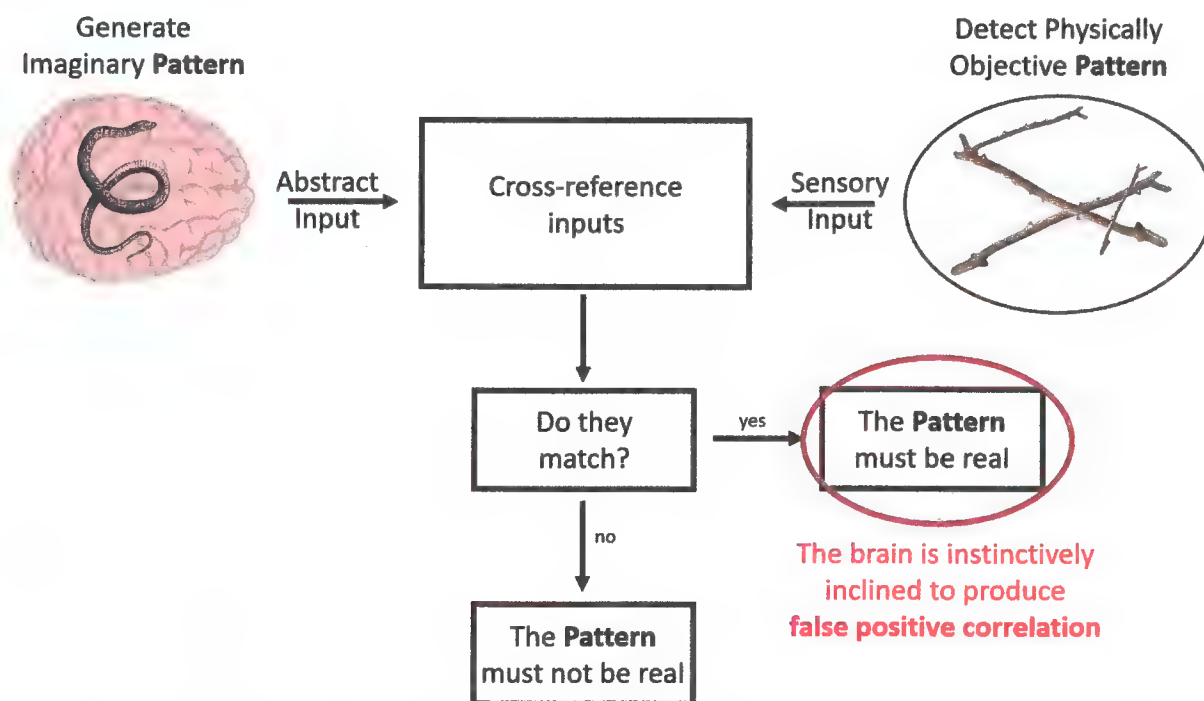 Generate
Imaginary Pattern
Detect Physically
Objective Pattern
Abstract
Input
Cross-reference
inputs
Sensory
Input
Do they
match?
yes
The Pattern
must be real
no
The brain is instinctively
inclined to produce
false positive correlation
The Pattern
must not be real